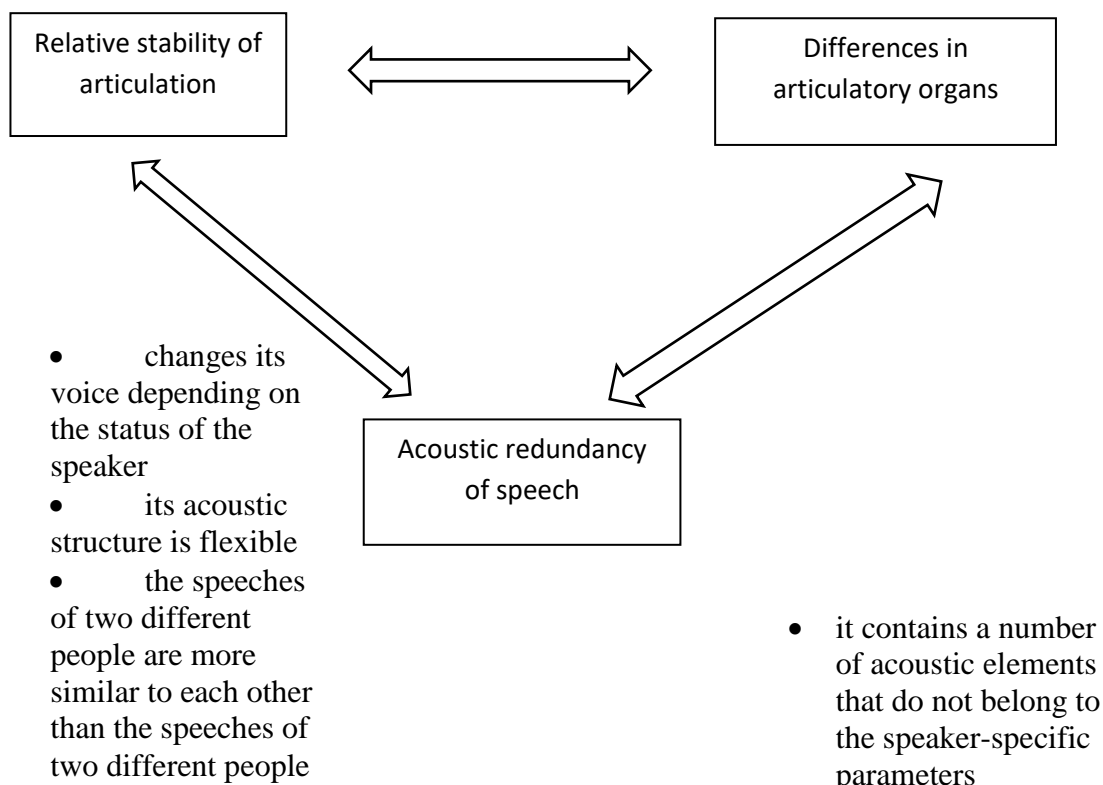 Relative stability of
articulation
Differences in
articulatory organs
Acoustic redundancy
of speech
• changes its
voice depending on
the status of the
speaker
• its acoustic
structure is flexible
• the speeches
of two different
people are more
similar to each other
than the speeches of
two different people
• it contains a number
of acoustic elements
that do not belong to
the speaker-specific
parameters